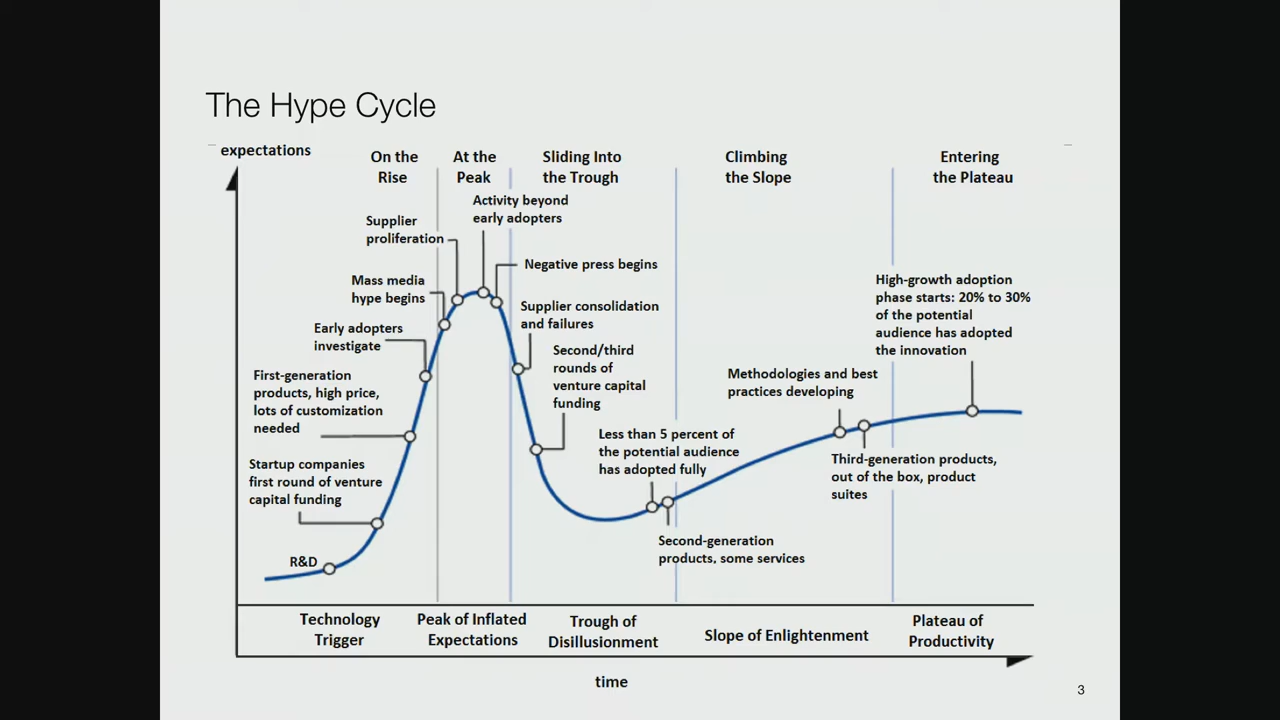 The Hype Cycle
expectations
On the
Rise
At the
Peak
Sliding Into
the Trough
Climbing
the Slope
Entering
the Plateau
Activity beyond
early adopters
Supplier
proliferation
Negative press begins
Mass media
hype begins
Supplier consolidation
and failures
High-growth adoption
phase starts: 20% to 30%
of the potential
audience has adopted
the innovation
Early adopters
investigate
Second/third
rounds of
venture capital
funding
First-generation
products, high price,
lots of customization
needed
Methodologies and best
practices developing
Less than 5 percent of
the potential audience
has adopted fully
Startup companies
first round of venture
capital funding
Third-generation products,
out of the box, product
suites
Second-generation
products, some services
R&D
Technology
Trigger
Peak of Inflated
Expectations
Trough of
Disillusionment
Slope of Enlightenment
Plateau of
Productivity
time
3